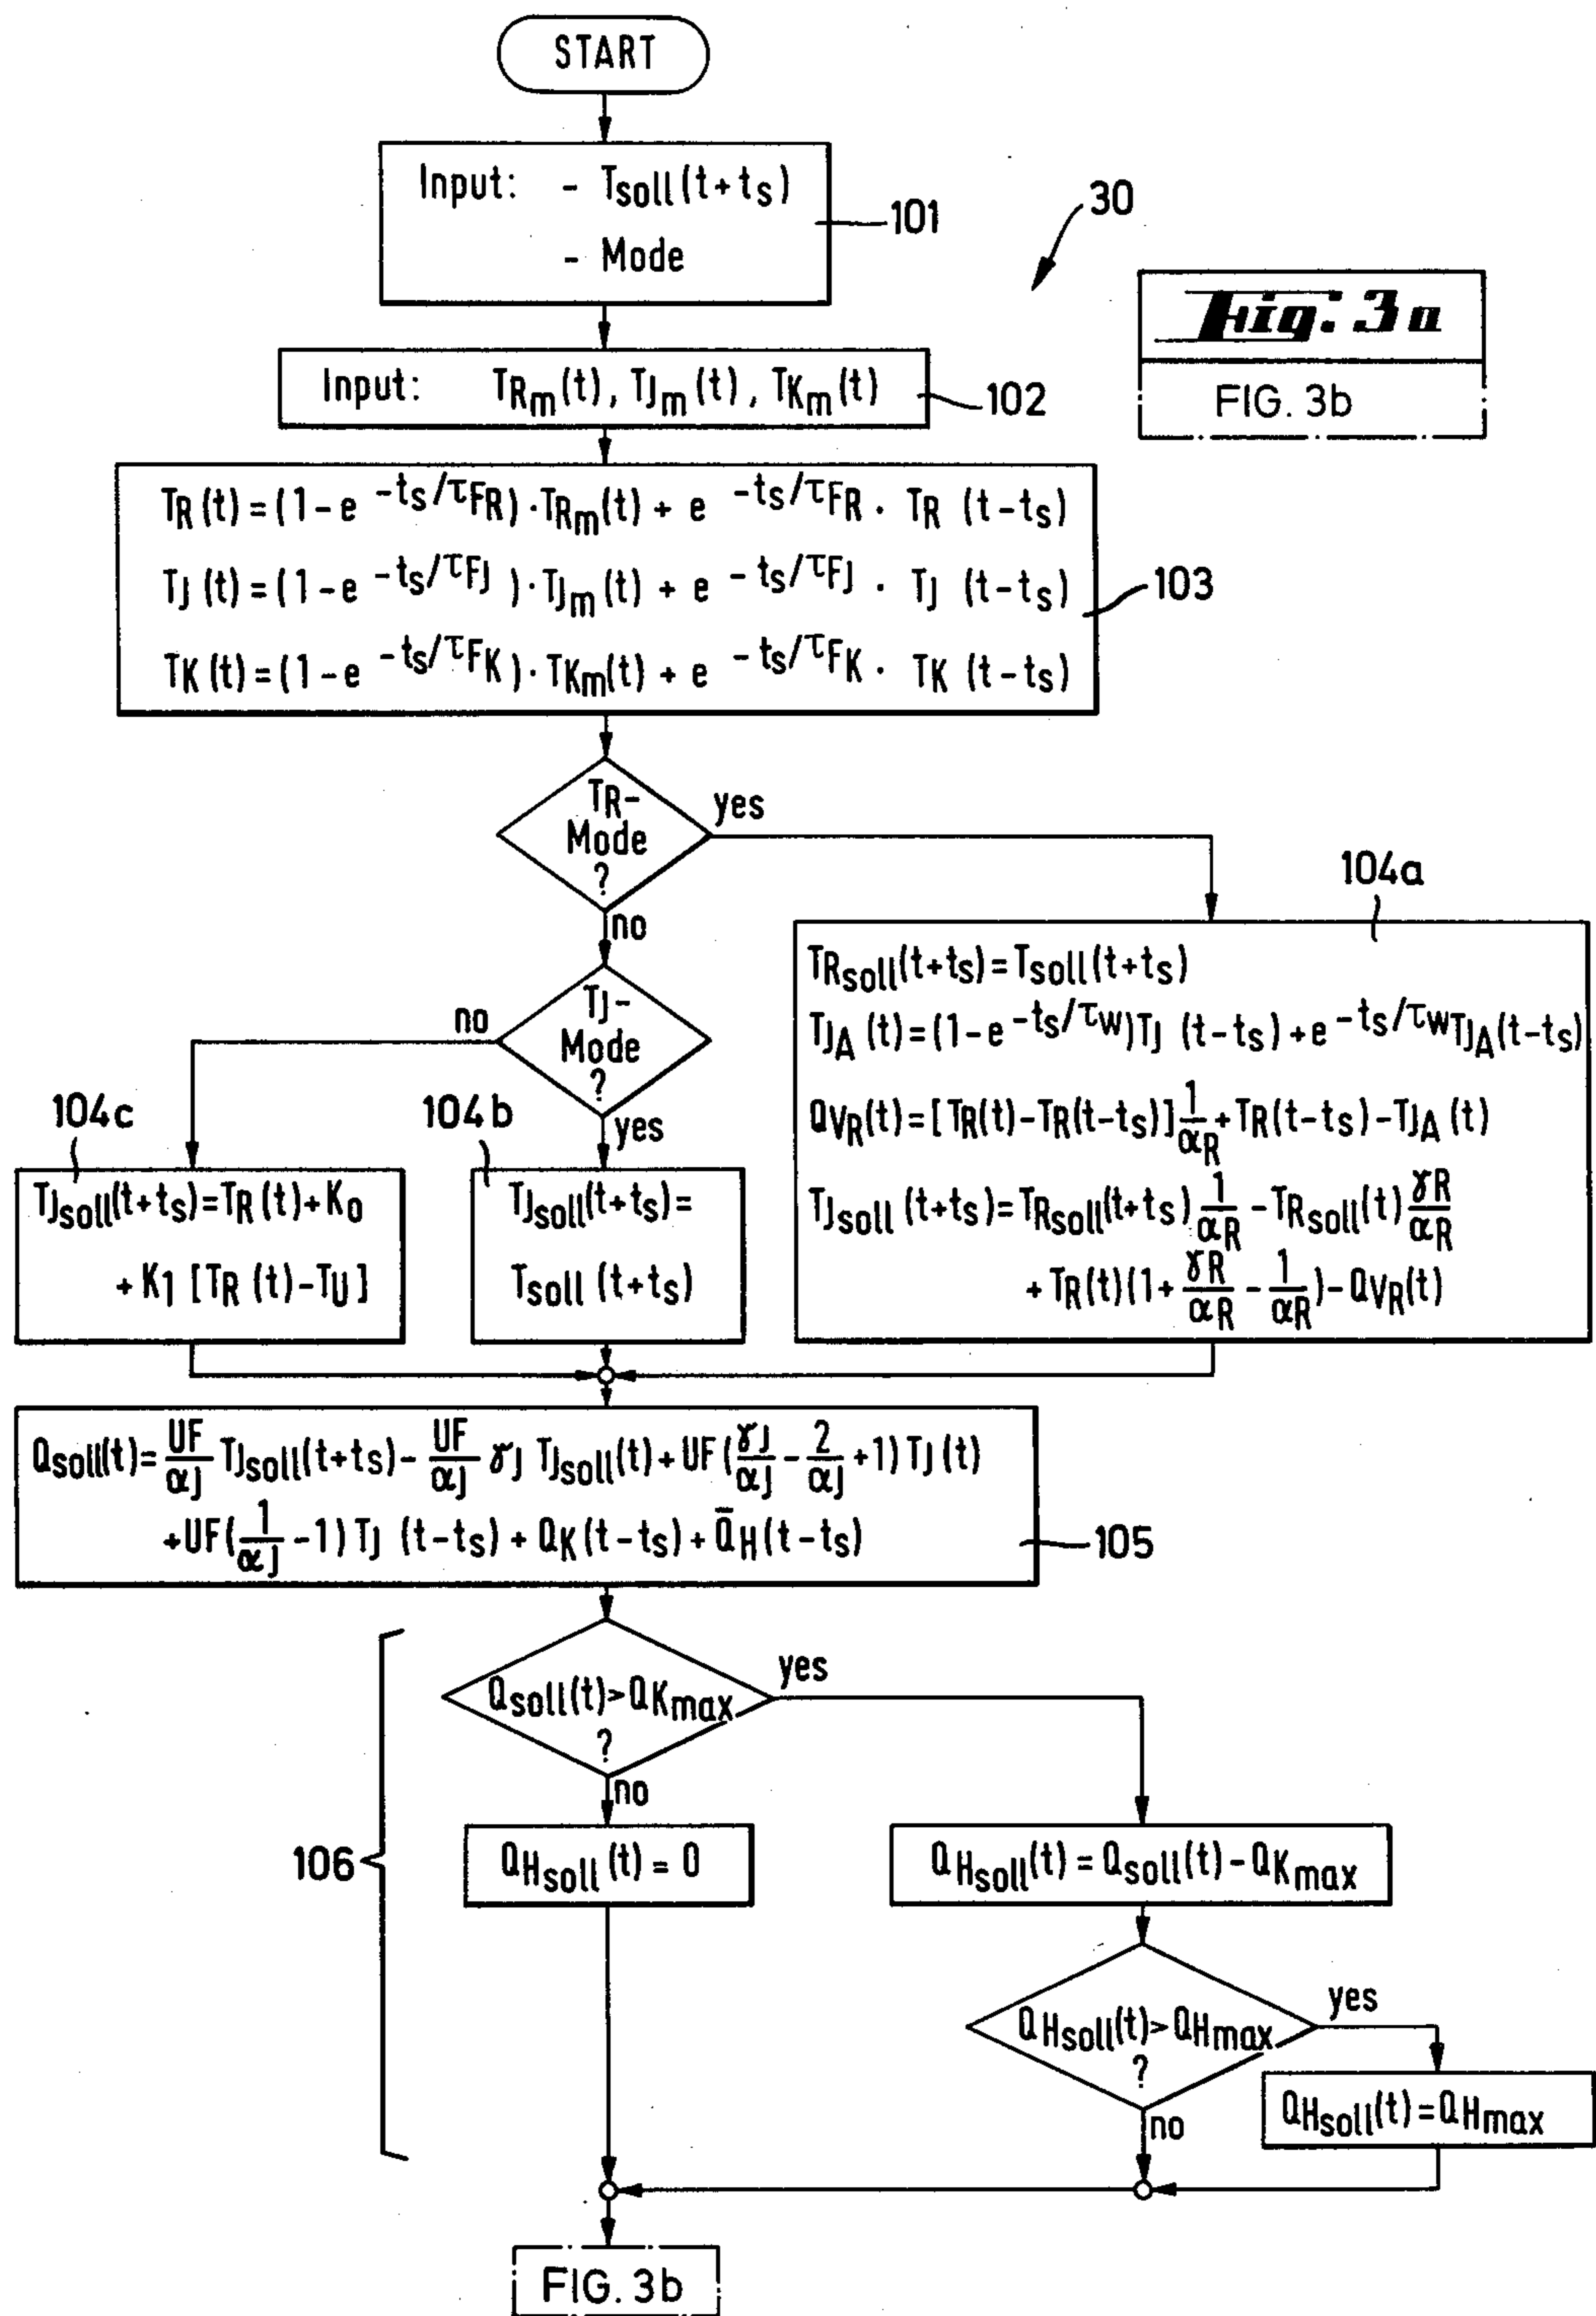 START
Input: - Tsoll(t+ts)
- Mode
101
30
Fig. 3a
FIG. 3b
Input: TRm(t), TJm(t), TKm(t)
102
TR(t)=(1-e -ts/τFR)·TRm(t)+ e -ts/τFR · TR (t-ts)
TJ(t)=(1-e -ts/τFJ)·TJm(t)+ e -ts/τFJ · TJ (t-ts)
TK(t)=(1-e -ts/τFK)·TKm(t)+ e -ts/τFK · TK (t-ts)
103
TR-
Mode
?
yes
no
104a
TRsoll(t+ts)=Tsoll(t+ts)
TJA(t)=(1-e -ts/τW)TJ (t-ts)+e -ts/τW TJA(t-ts)
QVR(t)=[TR(t)-TR(t-ts)] 1/αR +TR(t-ts)-TJA(t)
TJsoll(t+ts)=TRsoll(t+ts) 1/αR -TRsoll(t) γR/αR
+TR(t)(1+ γR/αR - 1/αR)-QVR(t)
TJ-
Mode
?
no
yes
104c
TJsoll(t+ts)=TR(t)+K0
+ K1 [TR(t)-TU]
104b
TJsoll(t+ts)=
Tsoll (t+ts)
Qsoll(t)= UF/αJ TJsoll(t+ts)- UF/αJ γJ TJsoll(t)+UF(γJ/αJ - 2/αJ +1)TJ(t)
+UF(1/αJ -1)TJ (t-ts)+QK(t-ts)+Q̄H(t-ts)
105
106
Qsoll(t)>QKmax
?
yes
no
QHsoll(t)=0
QHsoll(t)=Qsoll(t)-QKmax
QHsoll(t)>QHmax
?
yes
no
QHsoll(t)=QHmax
FIG. 3b